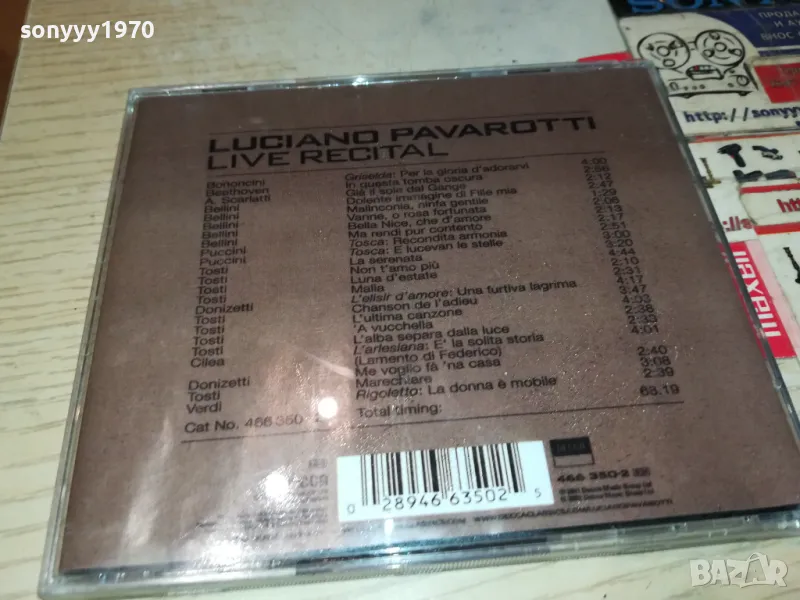 sonyyy1970
LUCIANO PAVAROTTI
LIVE RECITAL
Bononcini Griselda: Per la gloria d'adorarvi 4:00
Beethoven In questa tomba oscura 2:56
A. Scarlatti Già il sole dal Gange 2:12
Bellini Dolente immagine di Fille mia 2:47
Bellini Malinconia, ninfa gentile 1:29
Bellini Vanne, o rosa fortunata 2:06
Bellini Bella Nice, che d'amore 2:13
Bellini Ma rendi pur contento 2:17
Puccini Tosca: Recondita armonia 2:51
Puccini Tosca: E lucevan le stelle 3:00
Tosti La serenata 3:20
Tosti Non t'amo più 4:44
Tosti Luna d'estate 2:10
Tosti Malia 2:31
Donizetti L'elisir d'amore: Una furtiva lagrima 4:17
Tosti Chanson de l'adieu 3:47
Tosti L'ultima canzone 4:03
Tosti 'A vucchella 2:38
Tosti L'alba separa dalla luce 2:33
Cilea L'arlesiana: E' la solita storia 4:01
(Lamento di Federico)
Donizetti Me voglio fà 'na casa 2:40
Tosti Marechiare 3:08
Verdi Rigoletto: La donna è mobile 2:39
Total timing: 68.19
Cat No. 466 350
DECCA
466 350-2
0 28946 63502 5
ПРОДА
И А
ВНОС
http://sonyyy
http:
maxell
BAZAR